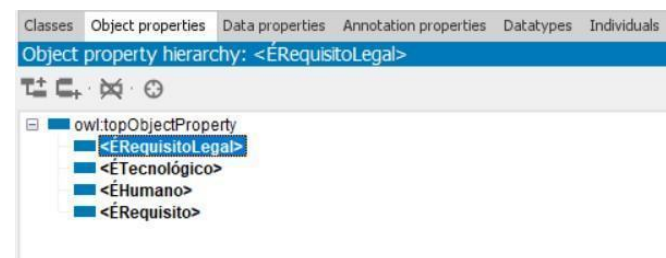 Classes Object properties Data properties Annotation properties Datatypes Individuals
Object property hierarchy: <ÉRequisitoLegal>
owl:topObjectProperty
<ÉRequisitoLegal>
<ÉTecnológico>
<ÉHumano>
<ÉRequisito>